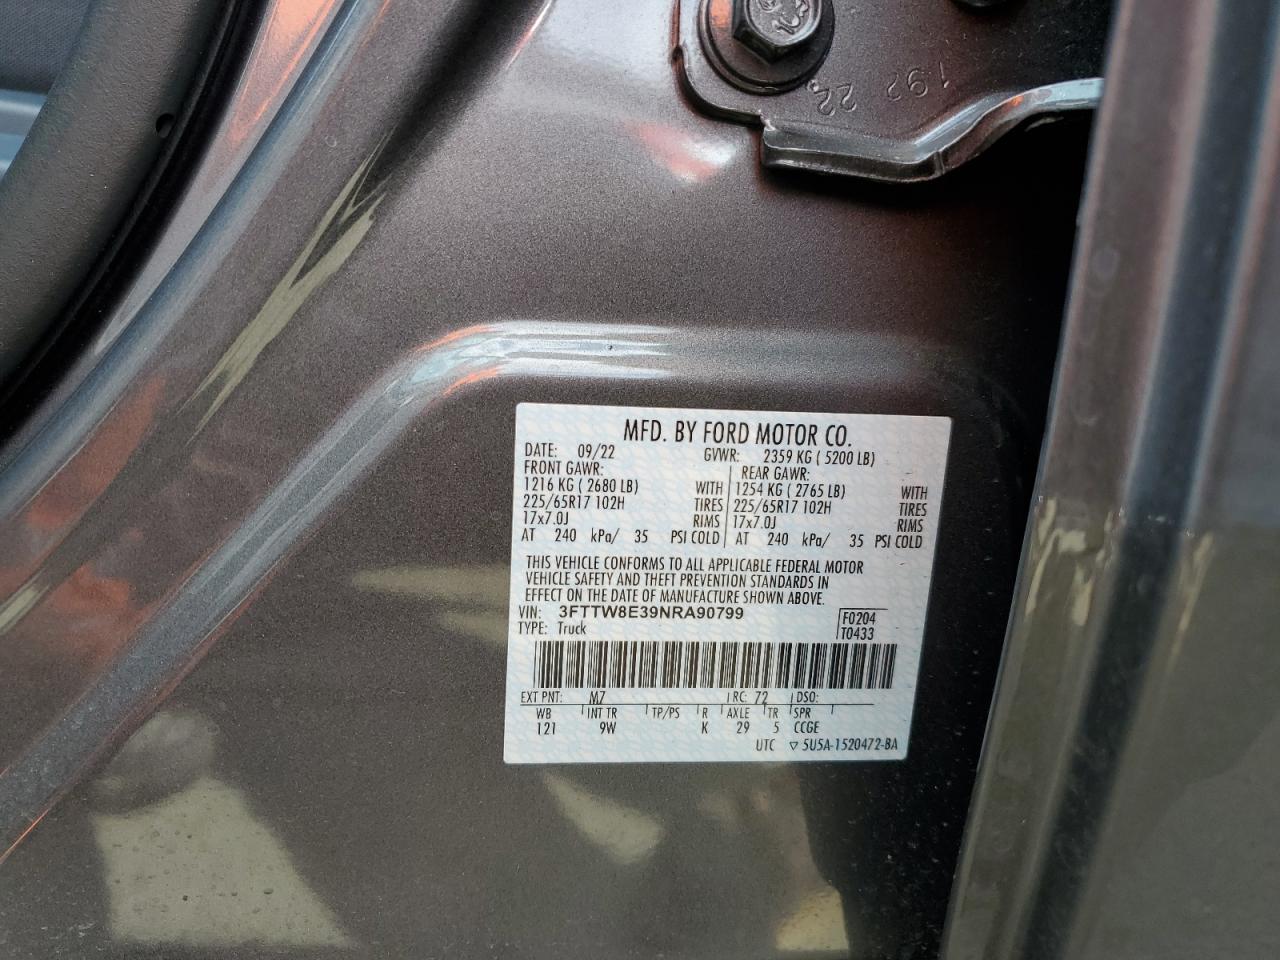 192 22
MFD. BY FORD MOTOR CO.
DATE: 09/22 GVWR: 2359 KG ( 5200 LB)
FRONT GAWR: REAR GAWR:
1216 KG ( 2680 LB) WITH 1254 KG ( 2765 LB) WITH
225/65R17 102H TIRES 225/65R17 102H TIRES
17x7.0J RIMS 17x7.0J RIMS
AT 240 kPa/ 35 PSI COLD AT 240 kPa/ 35 PSI COLD
THIS VEHICLE CONFORMS TO ALL APPLICABLE FEDERAL MOTOR
VEHICLE SAFETY AND THEFT PREVENTION STANDARDS IN
EFFECT ON THE DATE OF MANUFACTURE SHOWN ABOVE.
VIN: 3FTTW8E39NRA90799 F0204
TYPE: Truck T0433
EXT PNT: M7 RC: 72 DSO:
WB INT TR TP/PS R AXLE TR SPR
121 9W K 29 5 CCGE
UTC ▽ 5U5A-1520472-BA